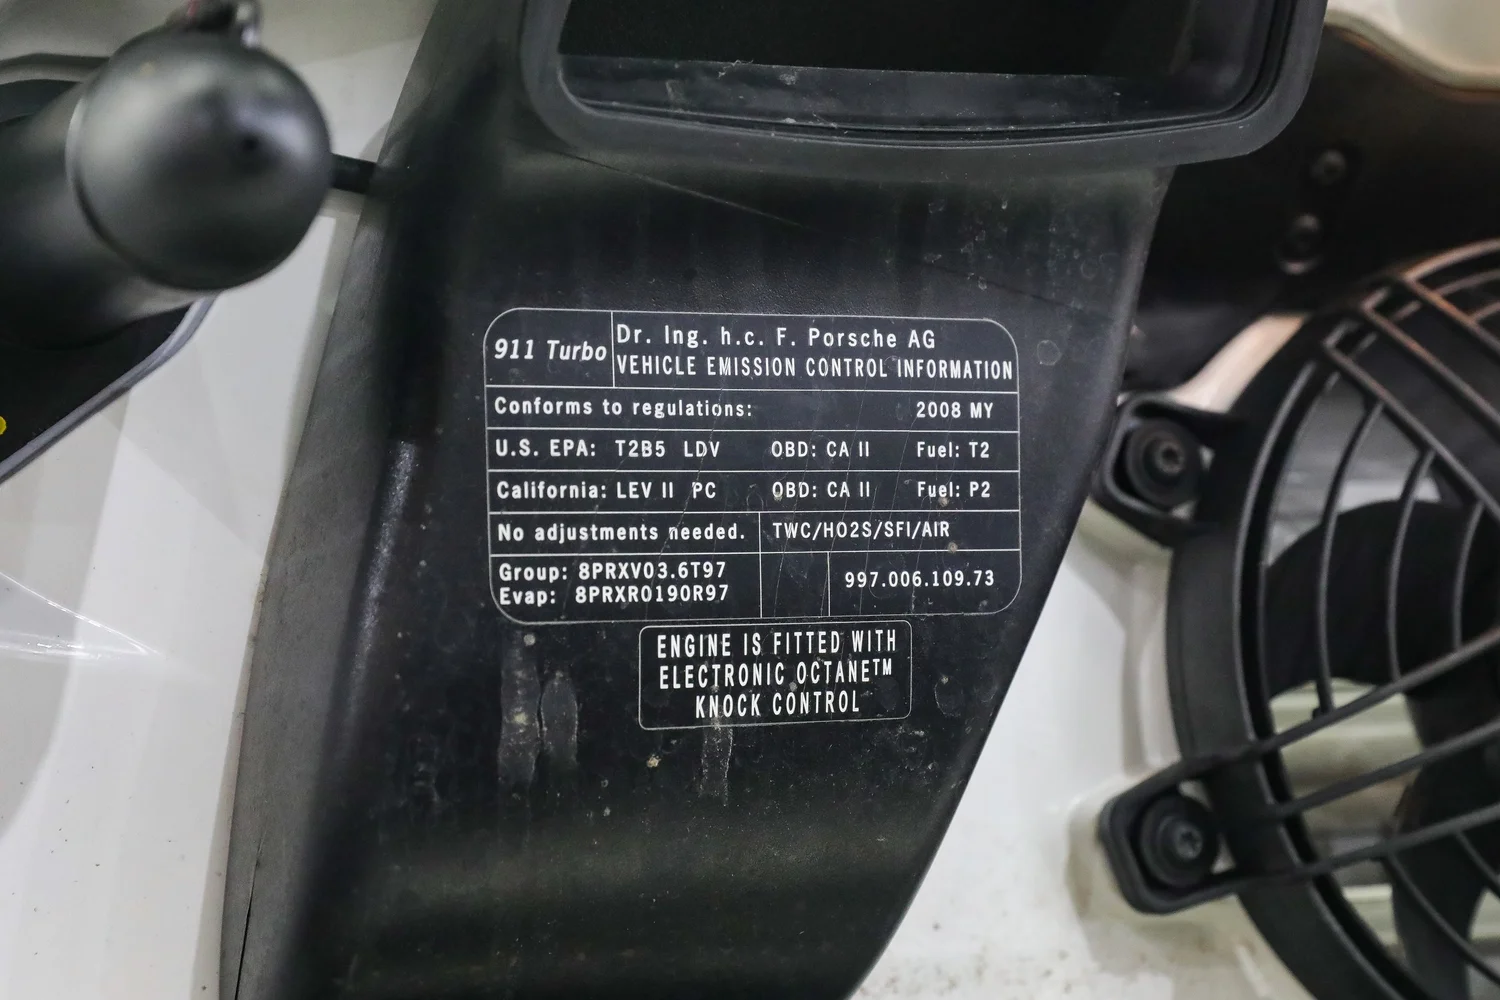 911 Turbo
Dr. Ing. h.c. F. Porsche AG
VEHICLE EMISSION CONTROL INFORMATION
Conforms to regulations: 2008 MY
U.S. EPA: T2B5 LDV OBD: CA II Fuel: T2
California: LEV II PC OBD: CA II Fuel: P2
No adjustments needed. TWC/HO2S/SFI/AIR
Group: 8PRXV03.6T97
Evap: 8PRXR0190R97
997.006.109.73
ENGINE IS FITTED WITH
ELECTRONIC OCTANE™
KNOCK CONTROL